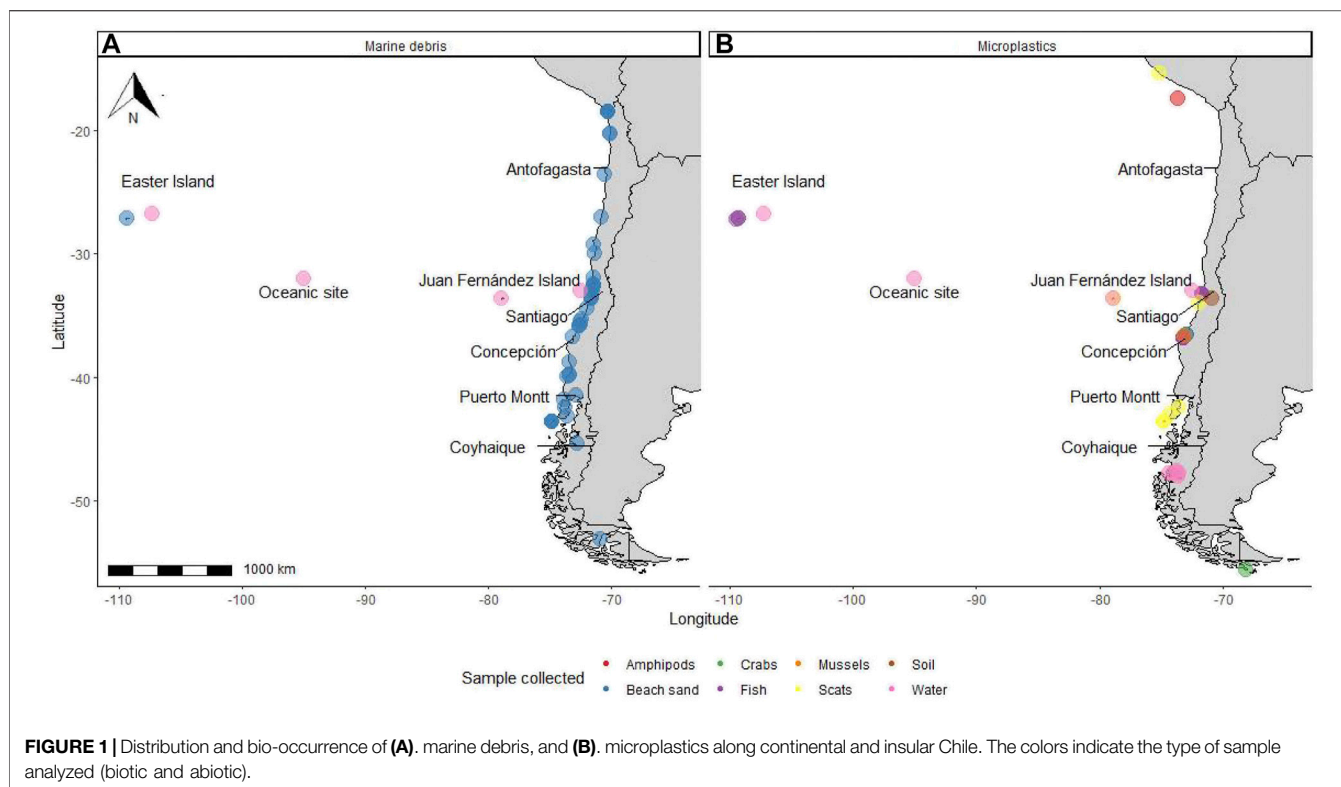 A
Marine debris
B
Microplastics
N
Easter Island
Oceanic site
Antofagasta
Juan Fernández Island
Santiago
Concepción
Puerto Montt
Coyhaique
1000 km
Easter Island
Oceanic site
Antofagasta
Juan Fernández Island
Santiago
Concepción
Puerto Montt
Coyhaique
Latitude
-20
-30
-40
-50
-110 -100 -90 -80 -70 -110 -100 -90 -80 -70
Longitude
Sample collected
Amphipods Crabs Mussels Soil
Beach sand Fish Scats Water
FIGURE 1 | Distribution and bio-occurrence of (A). marine debris, and (B). microplastics along continental and insular Chile. The colors indicate the type of sample
analyzed (biotic and abiotic).